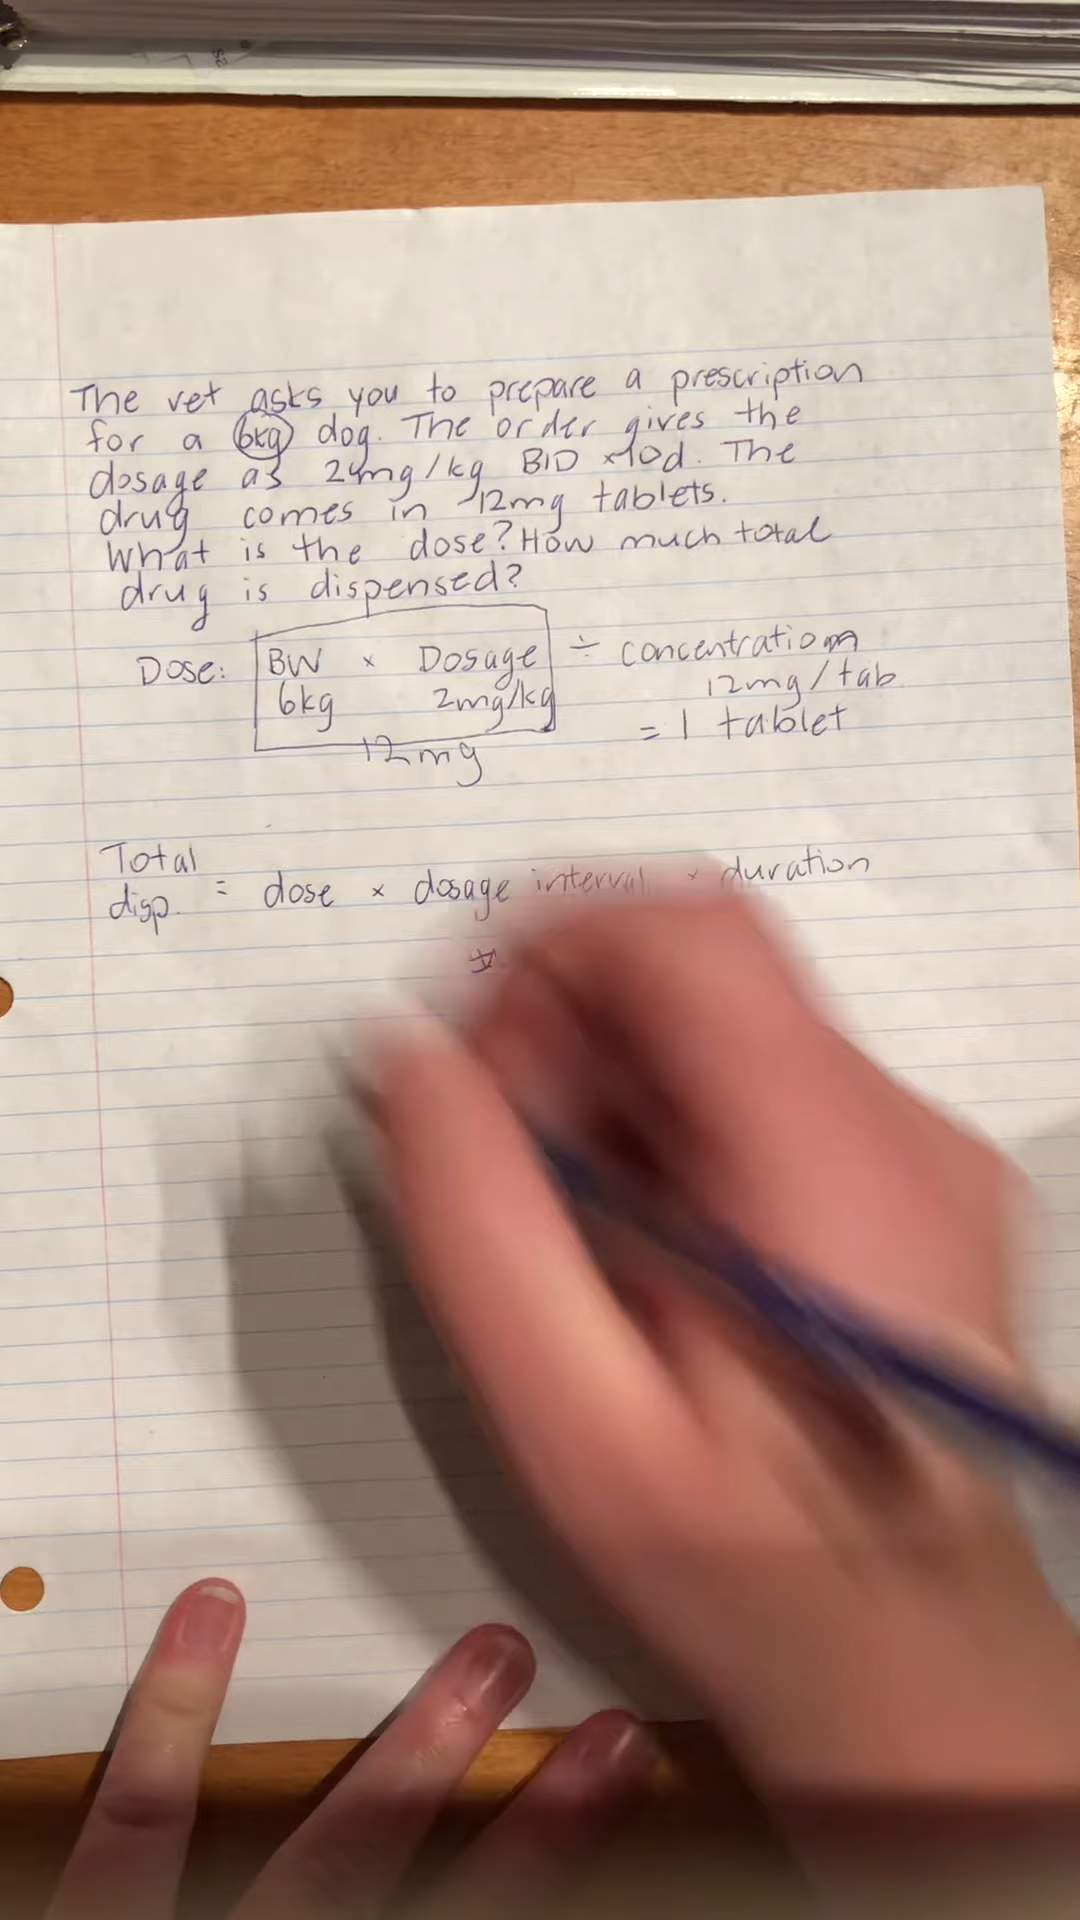 The vet asks you to prepare a prescription
for a 6kg dog. The order gives the
dosage as 2mg/kg BID x10d. The
drug comes in 12mg tablets.
What is the dose? How much total
drug is dispensed?
Dose: BW x Dosage ÷ concentration
6kg 2mg/kg 12mg/tab
= 1 tablet
12mg
Total
disp. = dose x dosage interval x duration